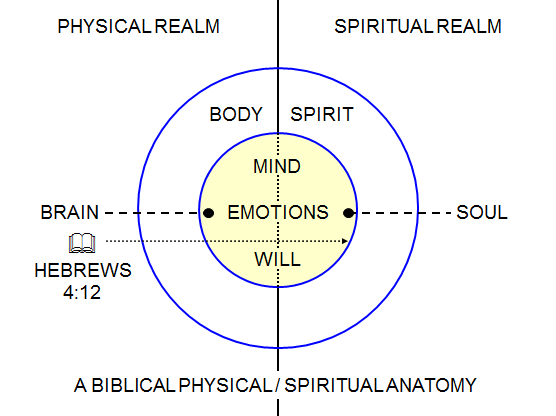 PHYSICAL REALM
SPIRITUAL REALM
BODY
SPIRIT
MIND
BRAIN
EMOTIONS
SOUL
HEBREWS
4:12
WILL
A BIBLICAL PHYSICAL / SPIRITUAL ANATOMY